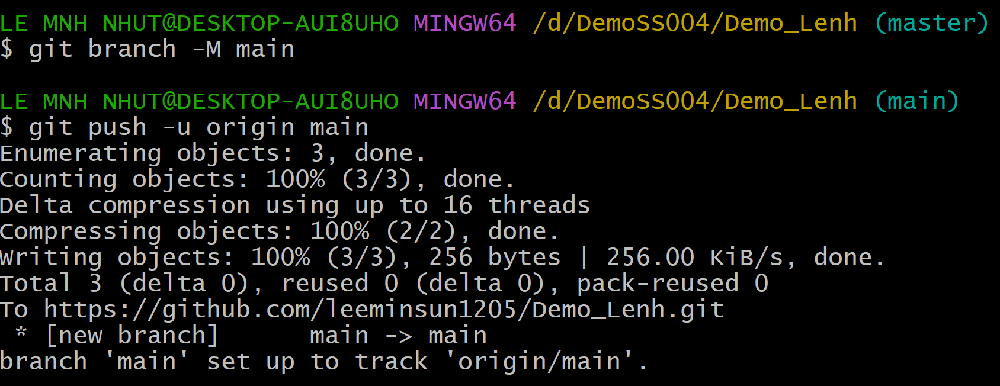 LE MNH NHUT@DESKTOP-AUI8UHO MINGW64 /d/DemoSS004/Demo_Lenh (master)
$ git branch -M main
LE MNH NHUT@DESKTOP-AUI8UHO MINGW64 /d/DemoSS004/Demo_Lenh (main)
$ git push -u origin main
Enumerating objects: 3, done.
Counting objects: 100% (3/3), done.
Delta compression using up to 16 threads
Compressing objects: 100% (2/2), done.
Writing objects: 100% (3/3), 256 bytes | 256.00 KiB/s, done.
Total 3 (delta 0), reused 0 (delta 0), pack-reused 0
To https://github.com/leeminsun1205/Demo_Lenh.git
 * [new branch]      main -> main
branch 'main' set up to track 'origin/main'.